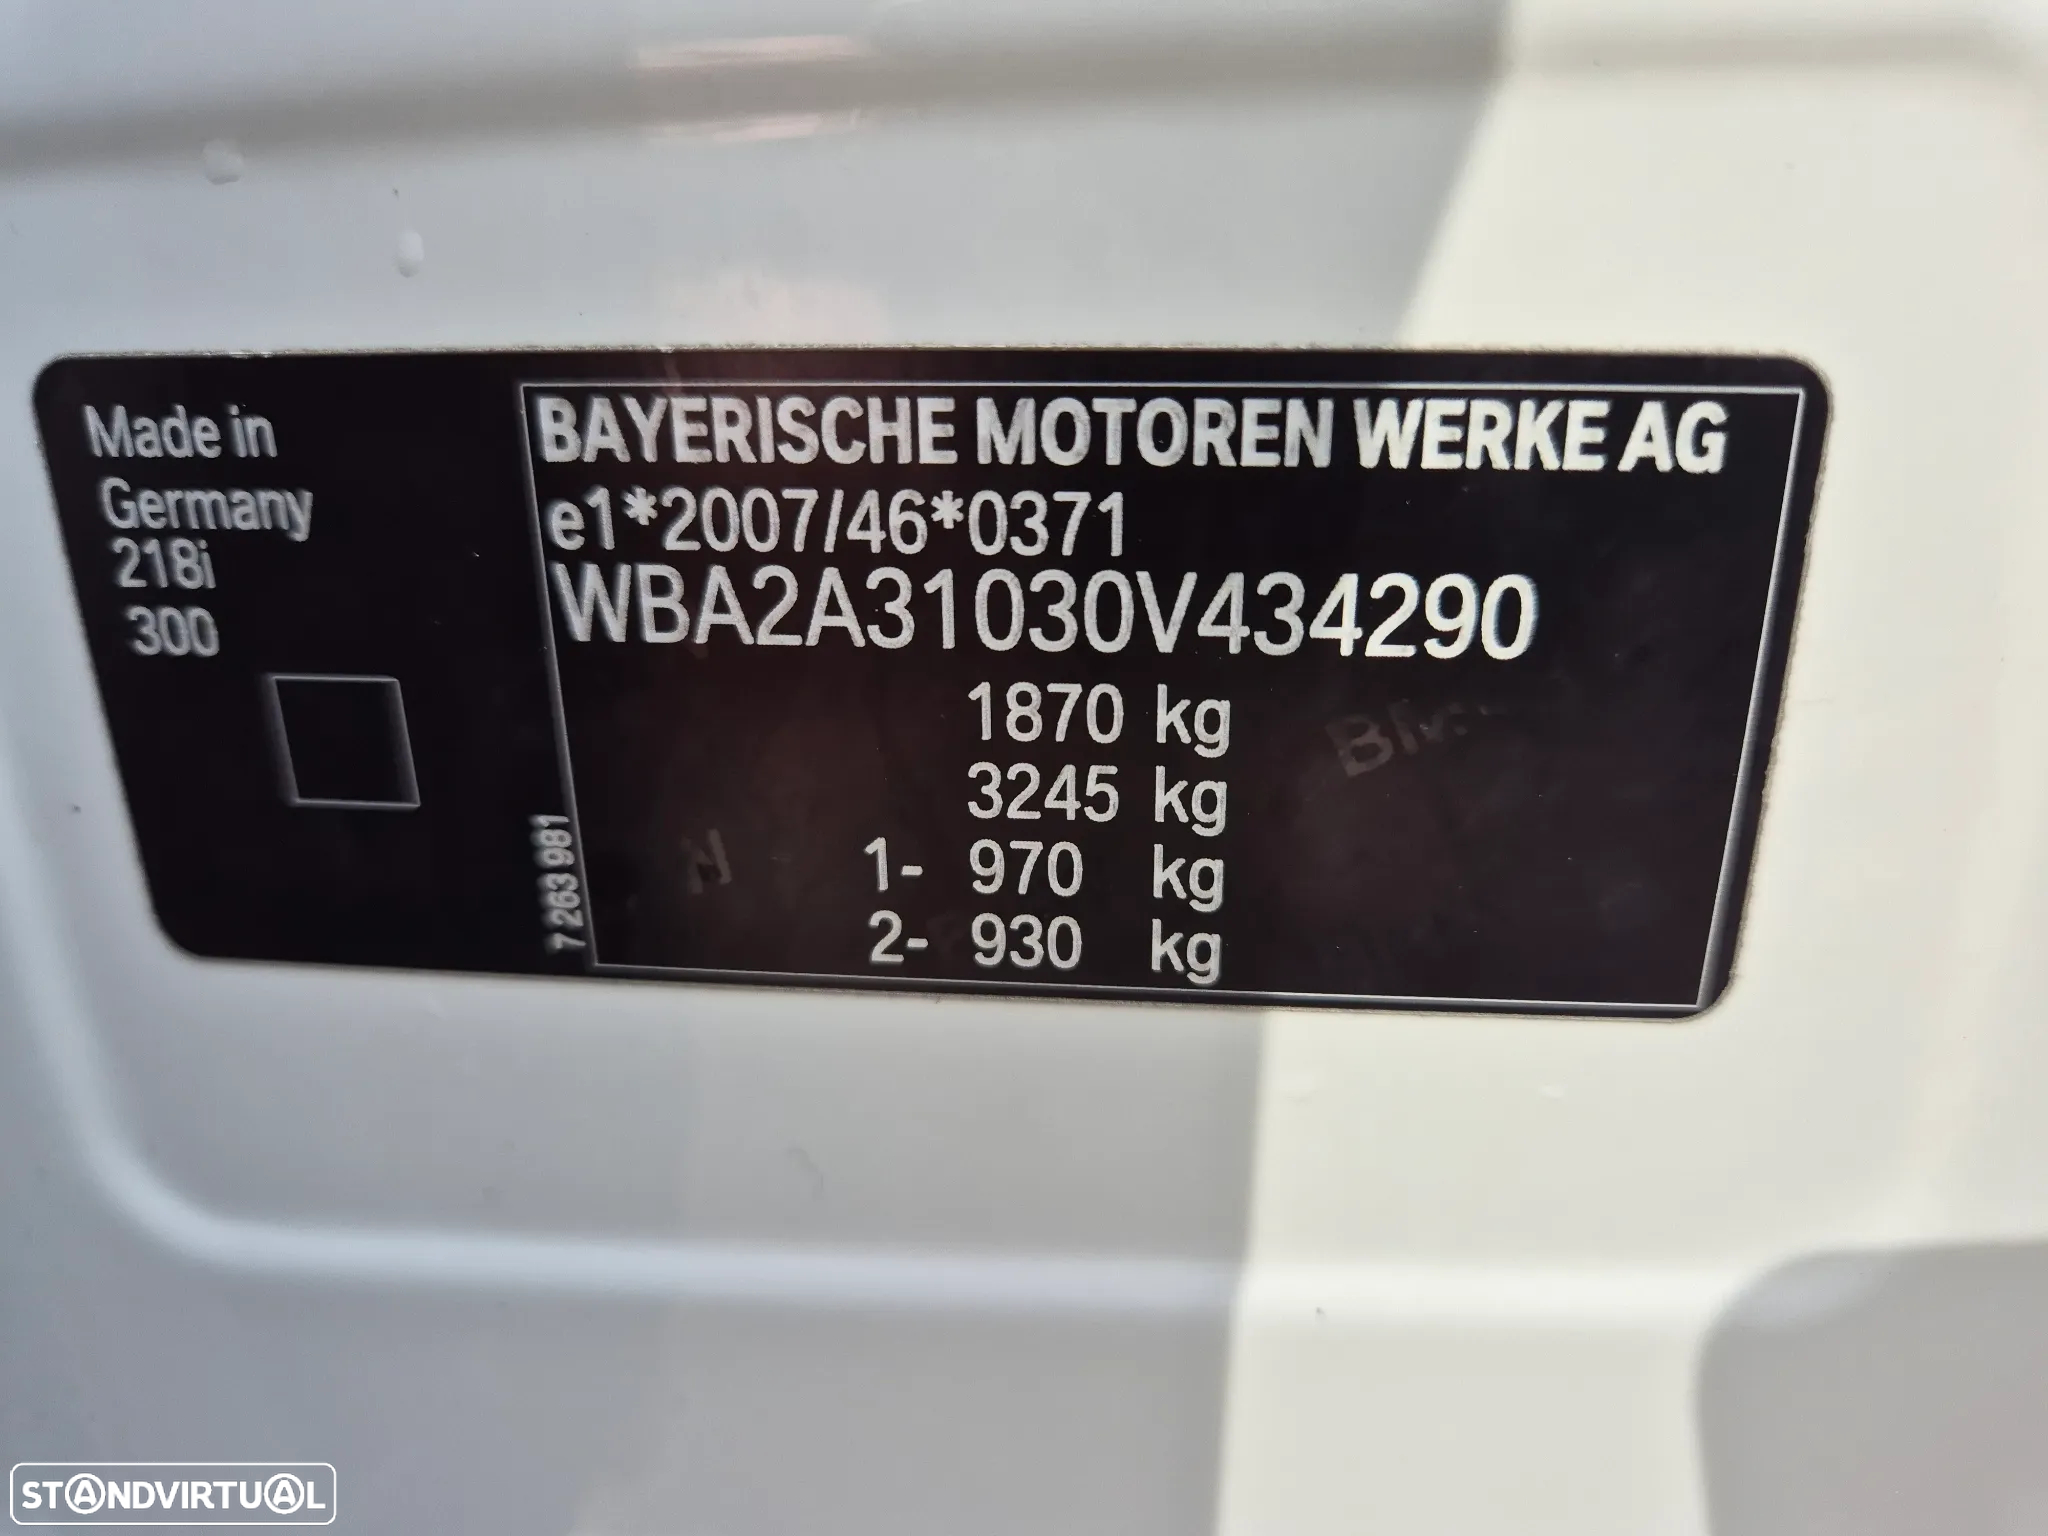 Made in
Germany
218i
300
7 263 981
BAYERISCHE MOTOREN WERKE AG
e1*2007/46*0371
WBA2A31030V434290
1870 kg
3245 kg
1- 970 kg
2- 930 kg
STANDVIRTUAL